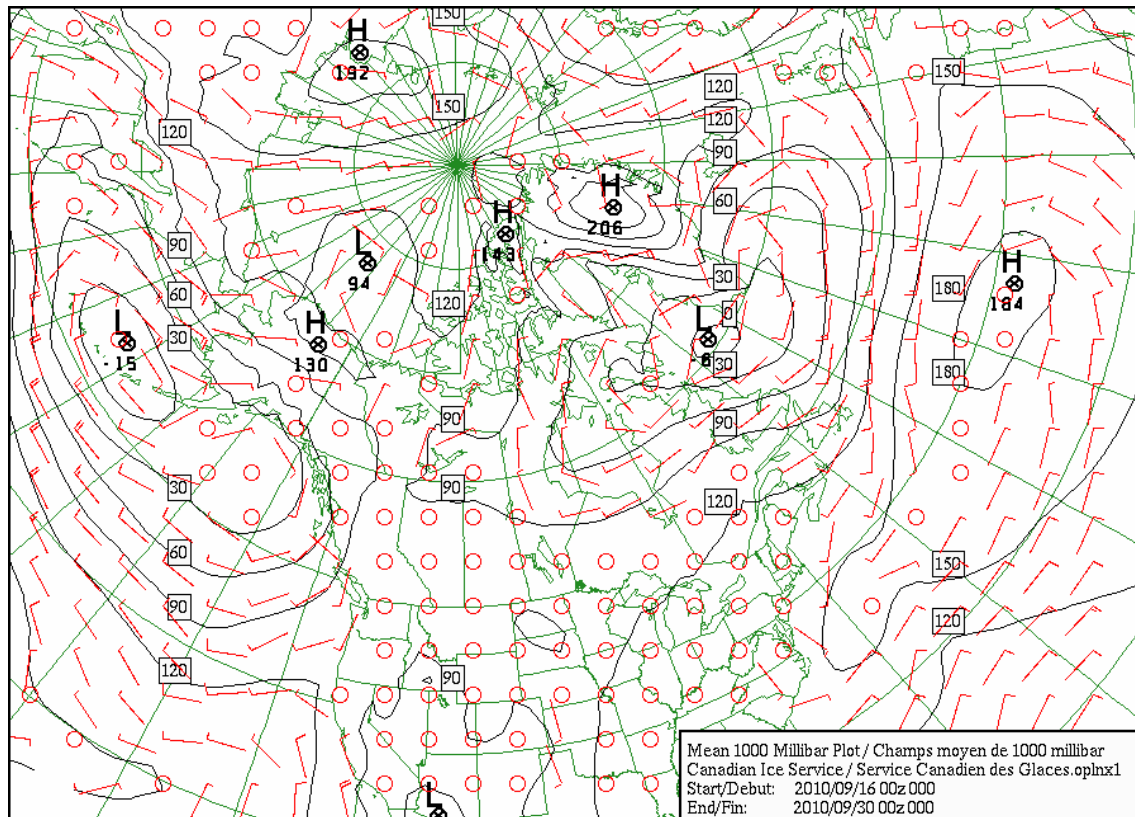 150
H
192
150
120
120
120
90
150
H
206
H
143
60
90
L
94
30
120
0
180
H
184
60
30
L
-15
H
130
L
-6
30
180
90
90
30
90
120
60
150
90
120
120
90
L
Mean 1000 Millibar Plot / Champs moyen de 1000 millibar
Canadian Ice Service / Service Canadien des Glaces.oplnx1
Start/Debut: 2010/09/16 00z 000
End/Fin: 2010/09/30 00z 000